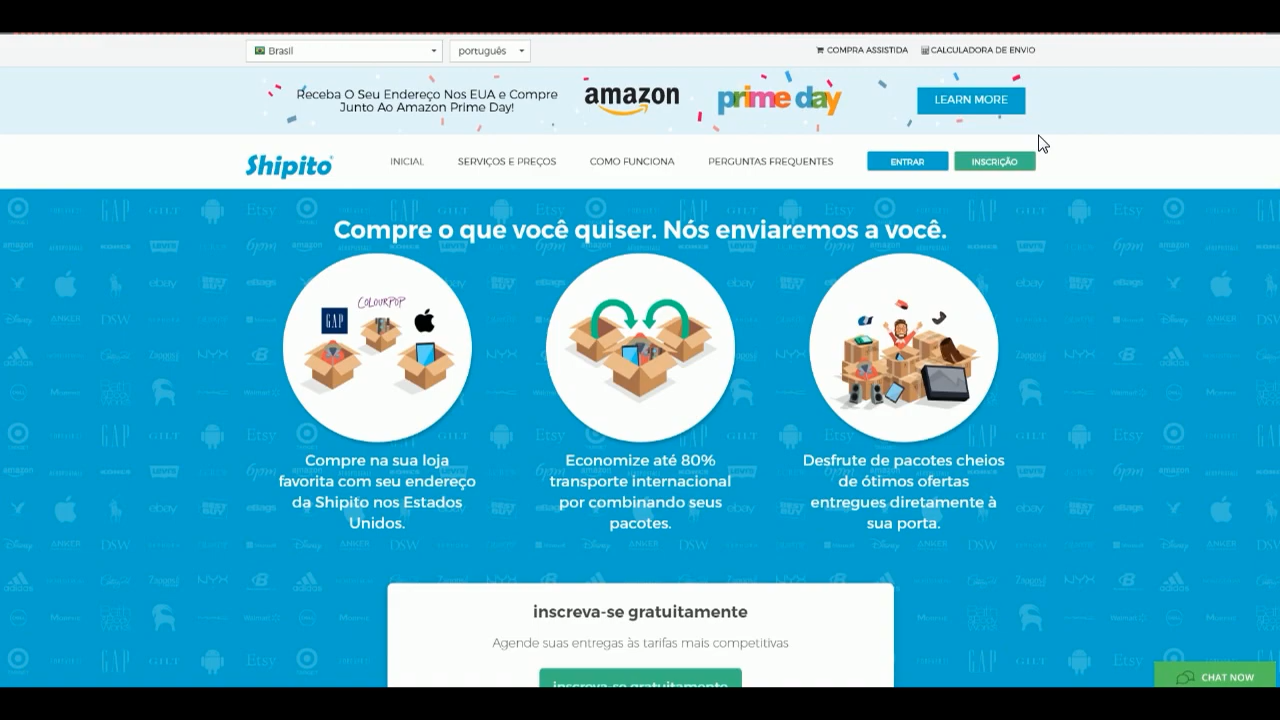 Brasil
português
COMPRA ASSISTIDA
CALCULADORA DE ENVIO
Receba O Seu Endereço Nos EUA e Compre
Junto Ao Amazon Prime Day!
amazon
prime day
LEARN MORE
Shipito
INICIAL
SERVIÇOS E PREÇOS
COMO FUNCIONA
PERGUNTAS FREQUENTES
ENTRAR
INSCRIÇÃO
Compre o que você quiser. Nós enviaremos a você.
GAP
COLOURPOP
Compre na sua loja
favorita com seu endereço
da Shipito nos Estados
Unidos.
Economize até 80%
transporte internacional
por combinando seus
pacotes.
Desfrute de pacotes cheios
de ótimos ofertas
entregues diretamente à
sua porta.
inscreva-se gratuitamente
Agende suas entregas às tarifas mais competitivas
inscreva-se gratuitamente
CHAT NOW